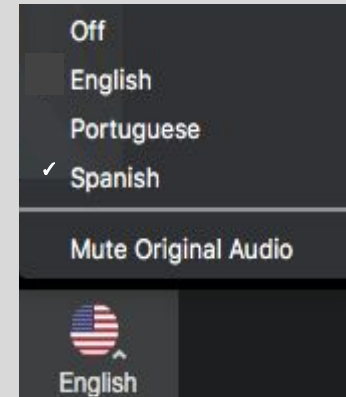 Off
English
Portuguese
✓ Spanish
Mute Original Audio
English